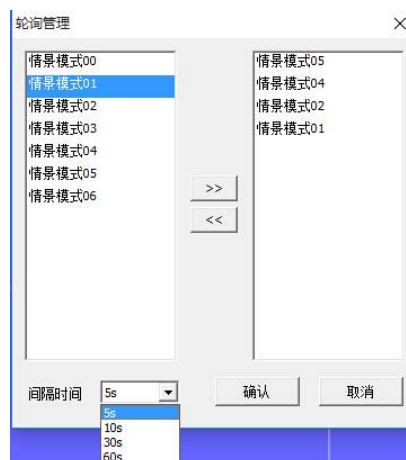 轮询管理
情景模式00
情景模式01
情景模式02
情景模式03
情景模式04
情景模式05
情景模式06
>>
<<
情景模式05
情景模式04
情景模式02
情景模式01
间隔时间 5s 确认 取消
5s
10s
30s
60s